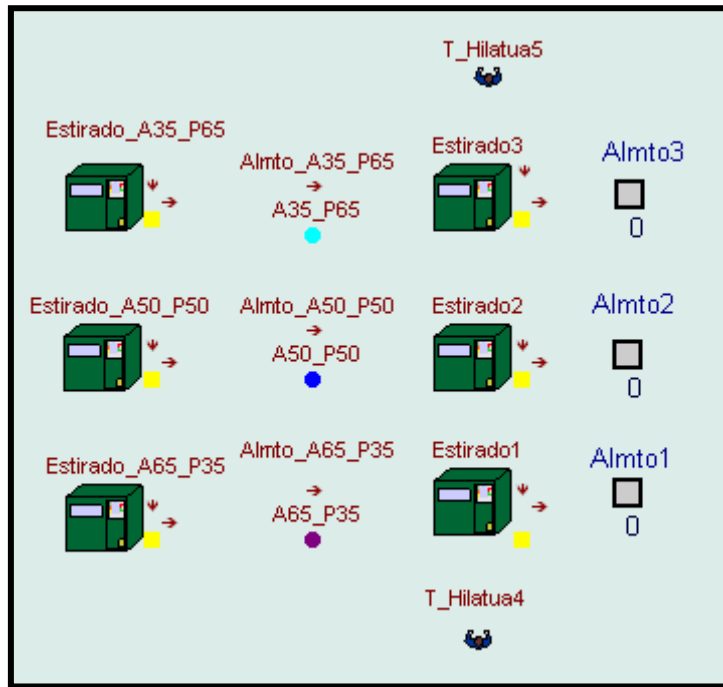 T_Hilatua5
Estirado_A35_P65
Almto_A35_P65
A35_P65
Estirado3
Almto3
0
Estirado_A50_P50
Almto_A50_P50
A50_P50
Estirado2
Almto2
0
Estirado_A65_P35
Almto_A65_P35
A65_P35
Estirado1
Almto1
0
T_Hilatua4